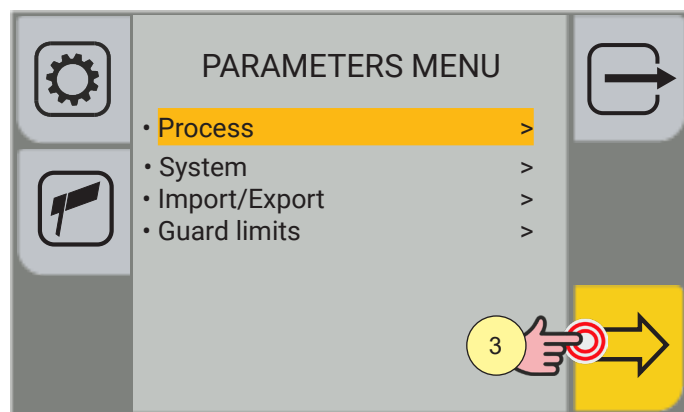 PARAMETERS MENU
• Process >
• System >
• Import/Export >
• Guard limits >
3